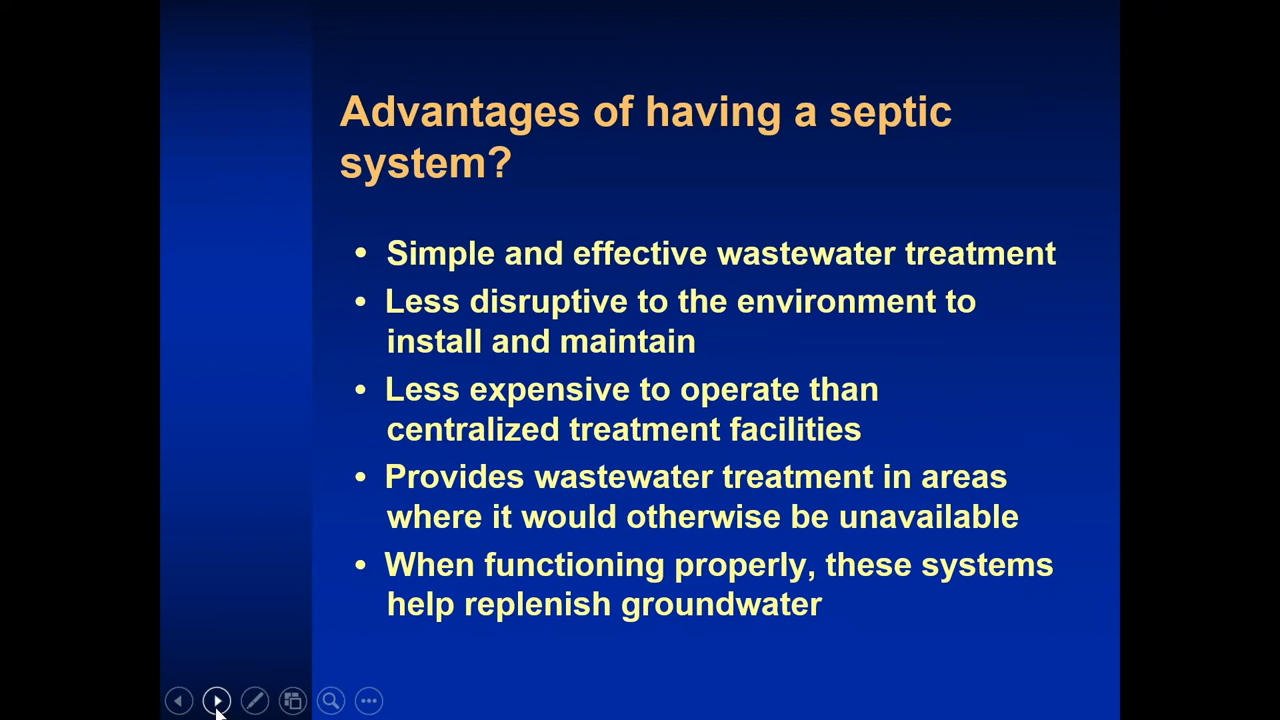 Advantages of having a septic
system?
• Simple and effective wastewater treatment
• Less disruptive to the environment to
install and maintain
• Less expensive to operate than
centralized treatment facilities
• Provides wastewater treatment in areas
where it would otherwise be unavailable
• When functioning properly, these systems
help replenish groundwater